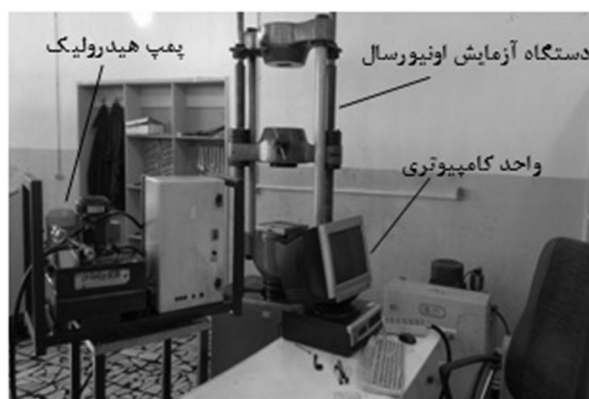 پمپ هیدرولیک
دستگاه آزمایش اونیورسال
واحد کامپیوتری